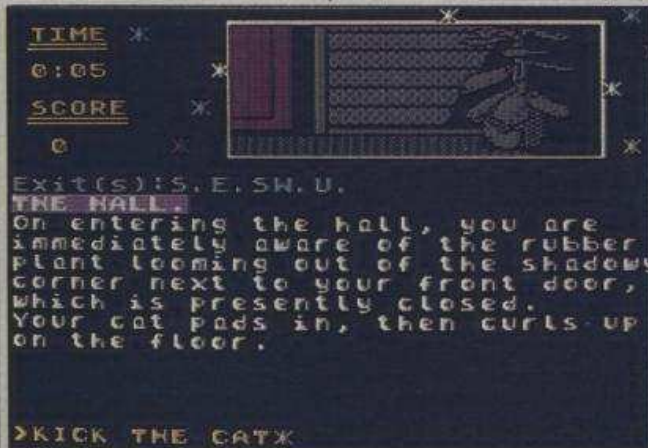 TIME
0:05
SCORE
0
Exit(s):S.E.SW.U.
THE HALL.
On entering the hall, you are
immediately aware of the rubber
plant looming out of the shadowy
corner next to your front door,
which is presently closed.
Your cat pads in, then curls up
on the floor.
>KICK THE CAT*